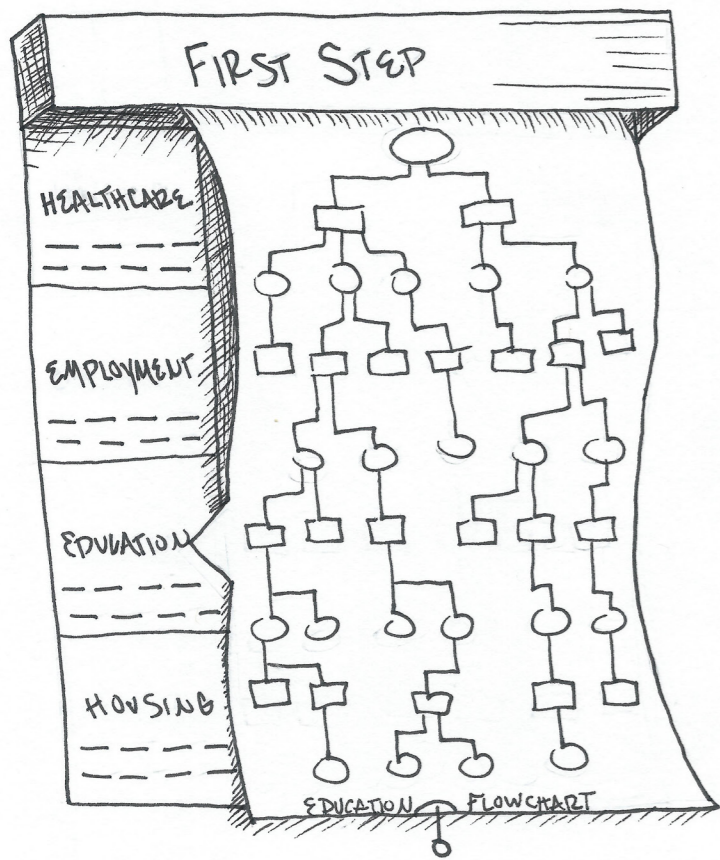 FIRST STEP
HEALTHCARE
EMPLOYMENT
EDUCATION
HOUSING
EDUCATION FLOWCHART